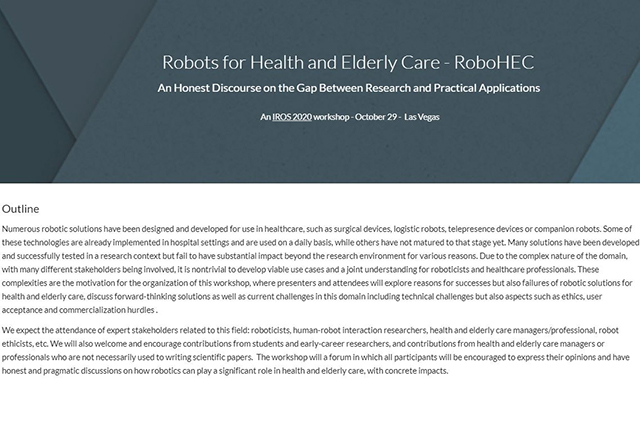 Robots for Health and Elderly Care - RoboHEC
An Honest Discourse on the Gap Between Research and Practical Applications
An IROS 2020 workshop - October 29 - Las Vegas
Outline
Numerous robotic solutions have been designed and developed for use in healthcare, such as surgical devices, logistic robots, telepresence devices or companion robots. Some of
these technologies are already implemented in hospital settings and are used on a daily basis, while others have not matured to that stage yet. Many solutions have been developed
and successfully tested in a research context but fail to have substantial impact beyond the research environment for various reasons. Due to the complex nature of the domain,
with many different stakeholders being involved, it is nontrivial to develop viable use cases and a joint understanding for roboticists and healthcare professionals. These
complexities are the motivation for the organization of this workshop, where presenters and attendees will explore reasons for successes but also failures of robotic solutions for
health and elderly care, discuss forward-thinking solutions as well as current challenges in this domain including technical challenges but also aspects such as ethics, user
acceptance and commercialization hurdles .
We expect the attendance of expert stakeholders related to this field: roboticists, human-robot interaction researchers, health and elderly care managers/professional, robot
ethicists, etc. We will also welcome and encourage contributions from students and early-career researchers, and contributions from health and elderly care managers or
professionals who are not necessarily used to writing scientific papers. The workshop will a forum in which all participants will be encouraged to express their opinions and have
honest and pragmatic discussions on how robotics can play a significant role in health and elderly care, with concrete impacts.